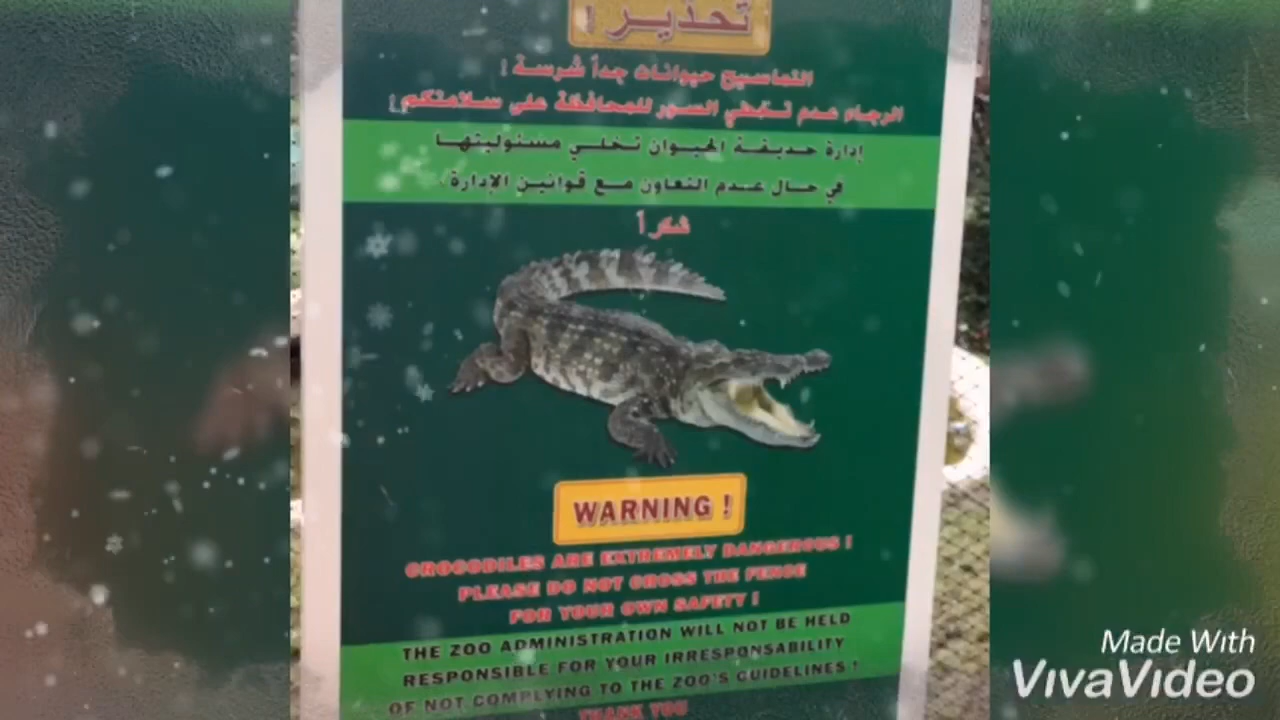 تحذير !
التماسيح حيوانات جداً شرسة !
الرجاء عدم تخطي السور للمحافظة على سلامتكم !
إدارة حديقة الحيوان تخلي مسئوليتها
في حال عدم التعاون مع قوانين الإدارة .
شكراً
WARNING !
CROCODILES ARE EXTREMELY DANGEROUS !
PLEASE DO NOT CROSS THE FENCE
FOR YOUR OWN SAFETY !
THE ZOO ADMINISTRATION WILL NOT BE HELD
RESPONSIBLE FOR YOUR IRRESPONSABILITY
OF NOT COMPLYING TO THE ZOO'S GUIDELINES !
THANK YOU
Made With
VivaVideo